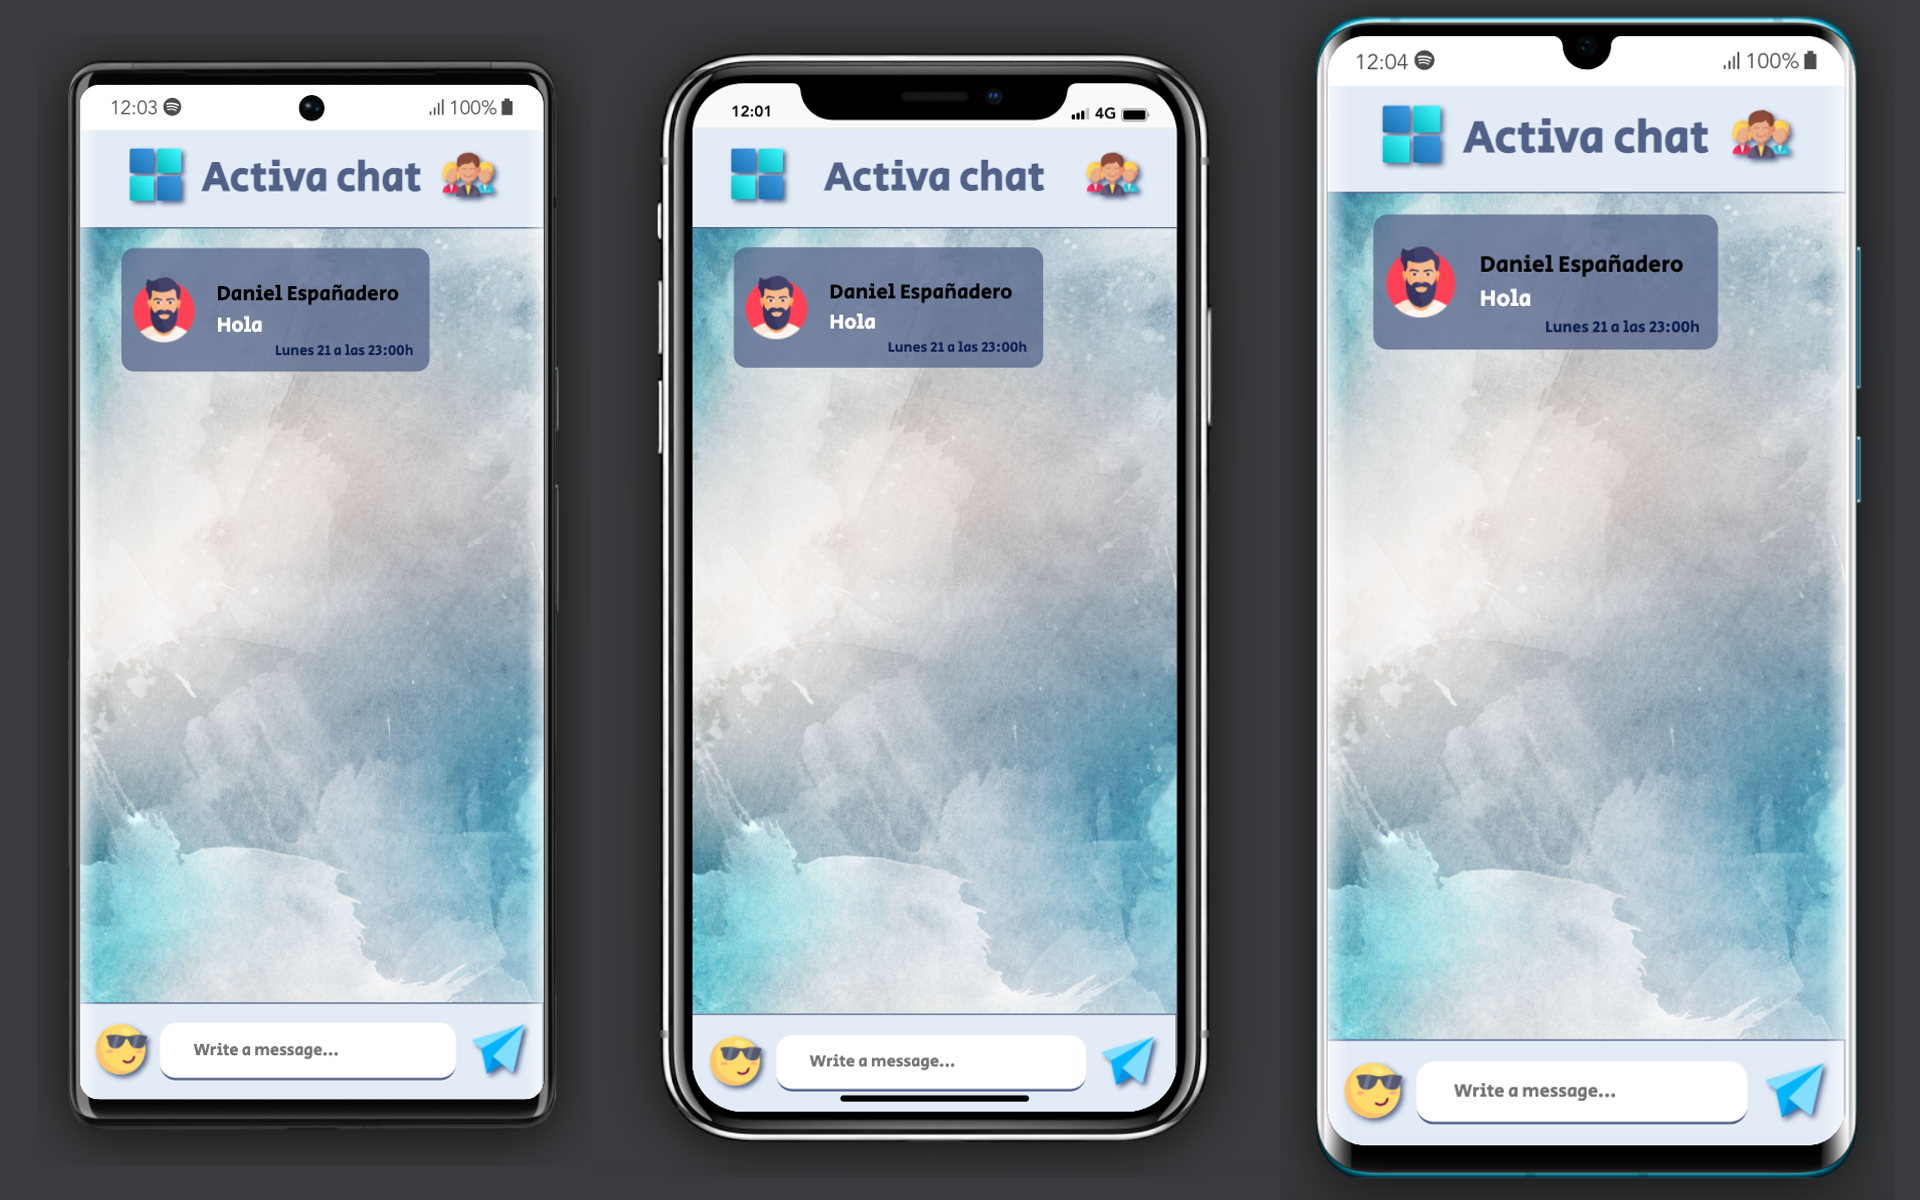 12:03 100%
Activa chat
Daniel Españadero
Hola
Lunes 21 a las 23:00h
Write a message...
12:01 4G
Activa chat
Daniel Españadero
Hola
Lunes 21 a las 23:00h
Write a message...
12:04 100%
Activa chat
Daniel Españadero
Hola
Lunes 21 a las 23:00h
Write a message...